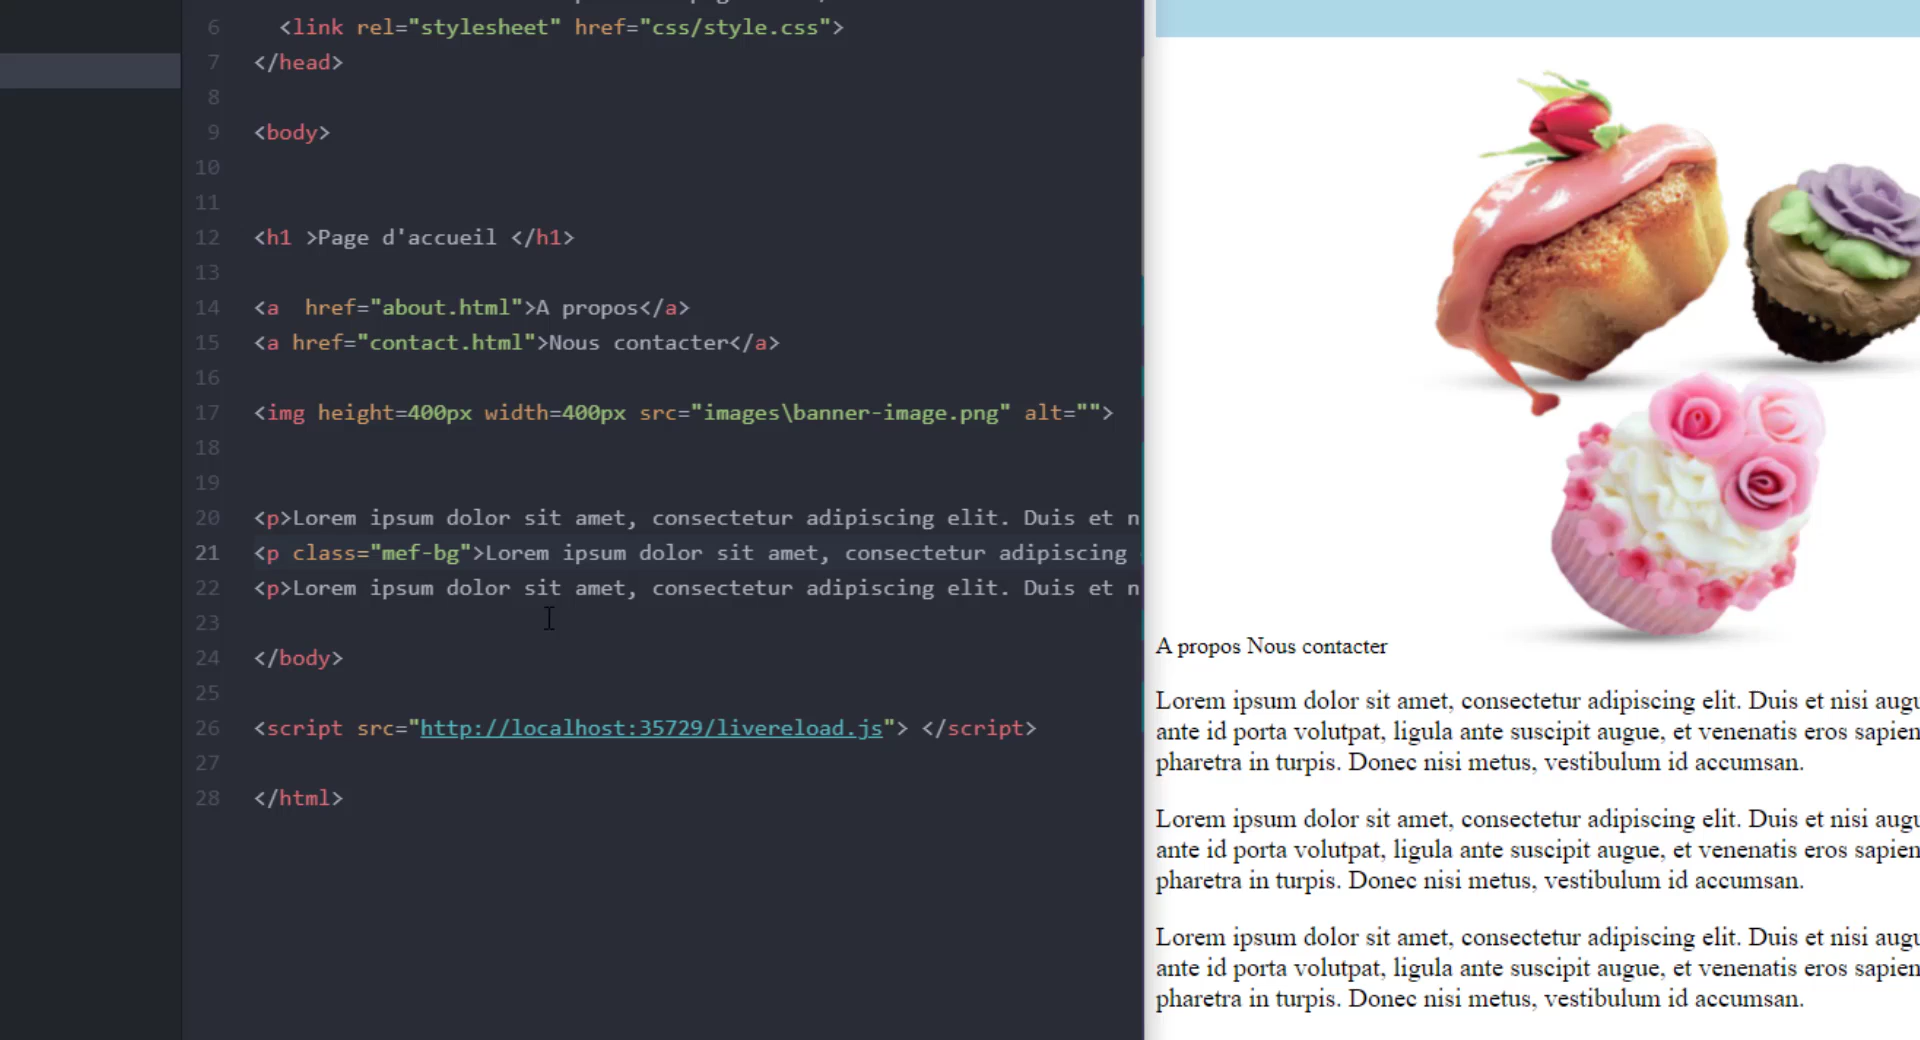 6 <link rel="stylesheet" href="css/style.css">
7 </head>
8
9 <body>
10
11
12 <h1 >Page d'accueil </h1>
13
14 <a  href="about.html">A propos</a>
15 <a href="contact.html">Nous contacter</a>
16
17 <img height=400px width=400px src="images\banner-image.png" alt="">
18
19
20 <p>Lorem ipsum dolor sit amet, consectetur adipiscing elit. Duis et n
21 <p class="mef-bg">Lorem ipsum dolor sit amet, consectetur adipiscing
22 <p>Lorem ipsum dolor sit amet, consectetur adipiscing elit. Duis et n
23
24 </body>
25
26 <script src="http://localhost:35729/livereload.js"> </script>
27
28 </html>
A propos Nous contacter
Lorem ipsum dolor sit amet, consectetur adipiscing elit. Duis et nisi augu
ante id porta volutpat, ligula ante suscipit augue, et venenatis eros sapien
pharetra in turpis. Donec nisi metus, vestibulum id accumsan.
Lorem ipsum dolor sit amet, consectetur adipiscing elit. Duis et nisi augu
ante id porta volutpat, ligula ante suscipit augue, et venenatis eros sapien
pharetra in turpis. Donec nisi metus, vestibulum id accumsan.
Lorem ipsum dolor sit amet, consectetur adipiscing elit. Duis et nisi augu
ante id porta volutpat, ligula ante suscipit augue, et venenatis eros sapien
pharetra in turpis. Donec nisi metus, vestibulum id accumsan.